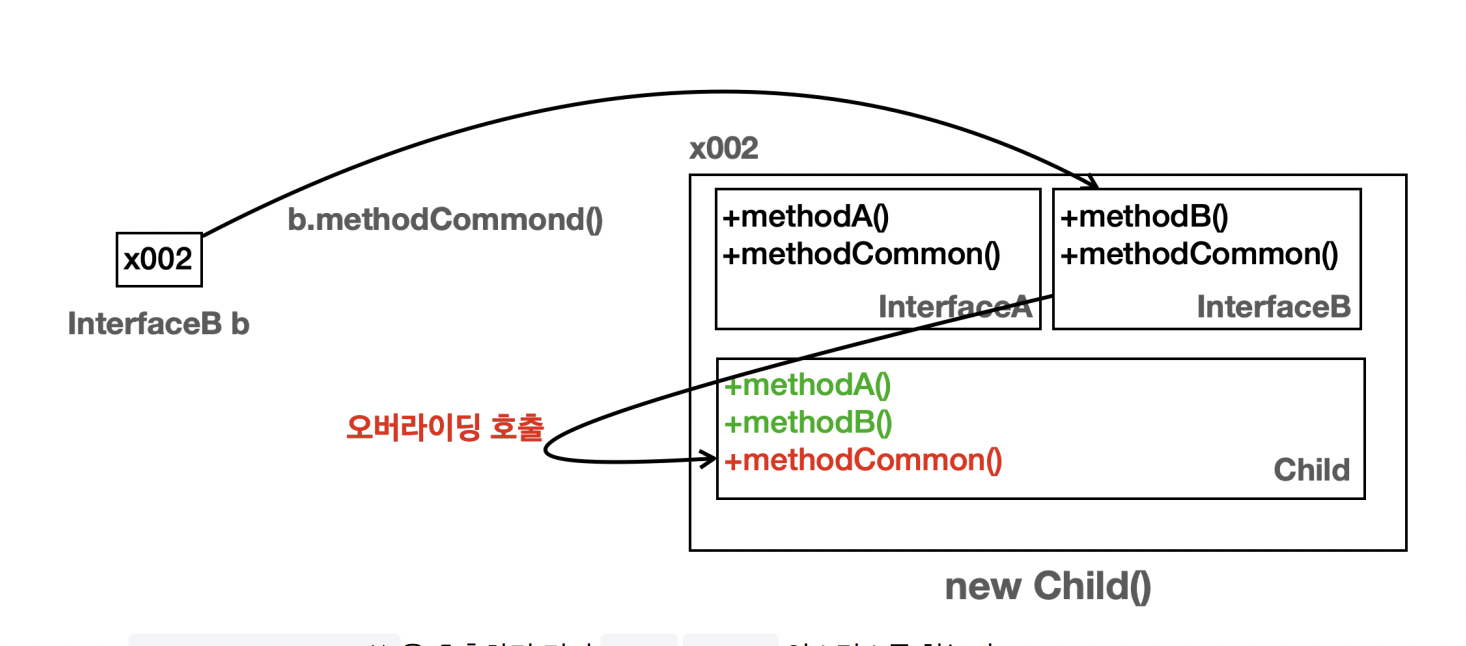 x002
b.methodCommond()
x002
InterfaceB b
+methodA()
+methodCommon()
InterfaceA
+methodB()
+methodCommon()
InterfaceB
오버라이딩 호출
+methodA()
+methodB()
+methodCommon()
Child
new Child()